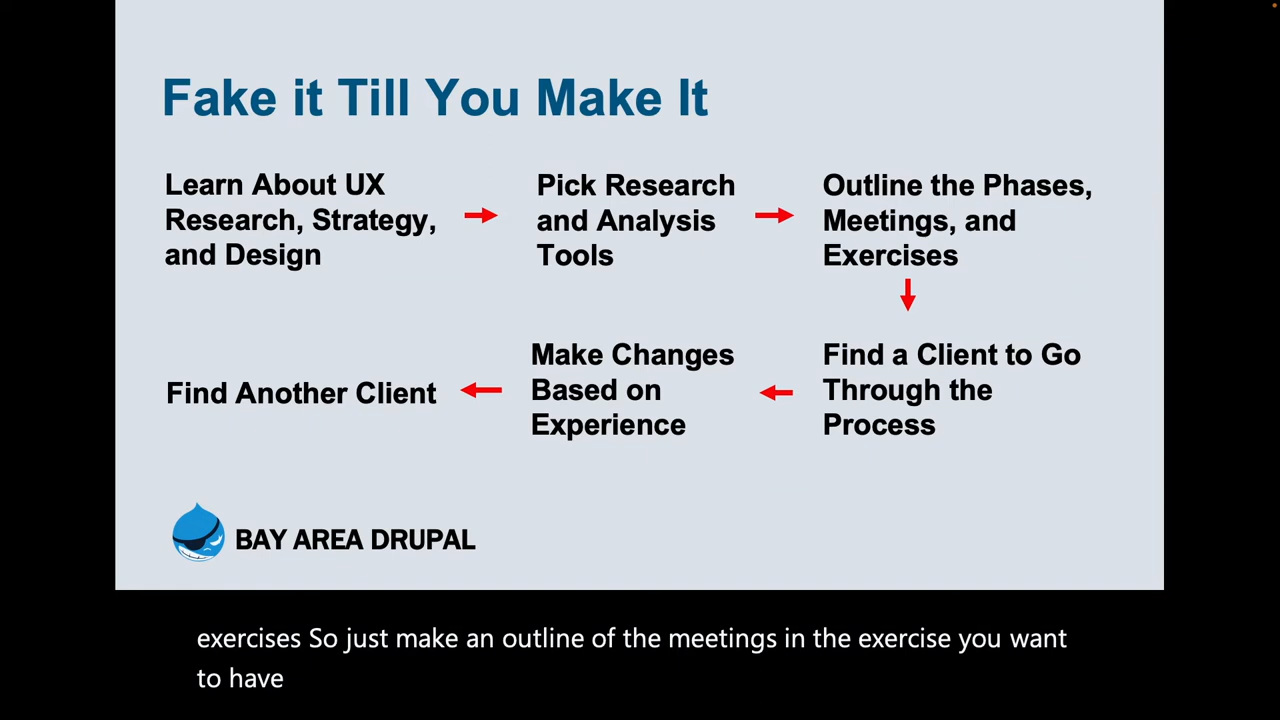 Fake it Till You Make It
Learn About UX
Research, Strategy,
and Design
Pick Research
and Analysis
Tools
Outline the Phases,
Meetings, and
Exercises
Find a Client to Go
Through the
Process
Make Changes
Based on
Experience
Find Another Client
BAY AREA DRUPAL
exercises So just make an outline of the meetings in the exercise you want
to have